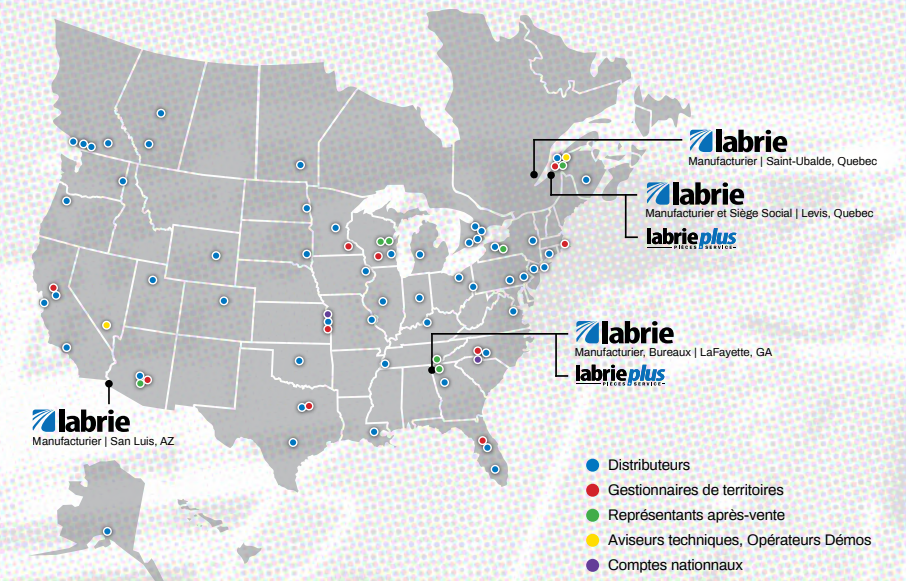 labrie
Manufacturier | Saint-Ubalde, Quebec
labrie
Manufacturier et Siège Social | Levis, Quebec
labrieplus
PIÈCES & SERVICE
labrie
Manufacturier, Bureaux | LaFayette, GA
labrieplus
PIÈCES & SERVICE
labrie
Manufacturier | San Luis, AZ
Distributeurs
Gestionnaires de territoires
Représentants après-vente
Aviseurs techniques, Opérateurs Démos
Comptes nationnaux